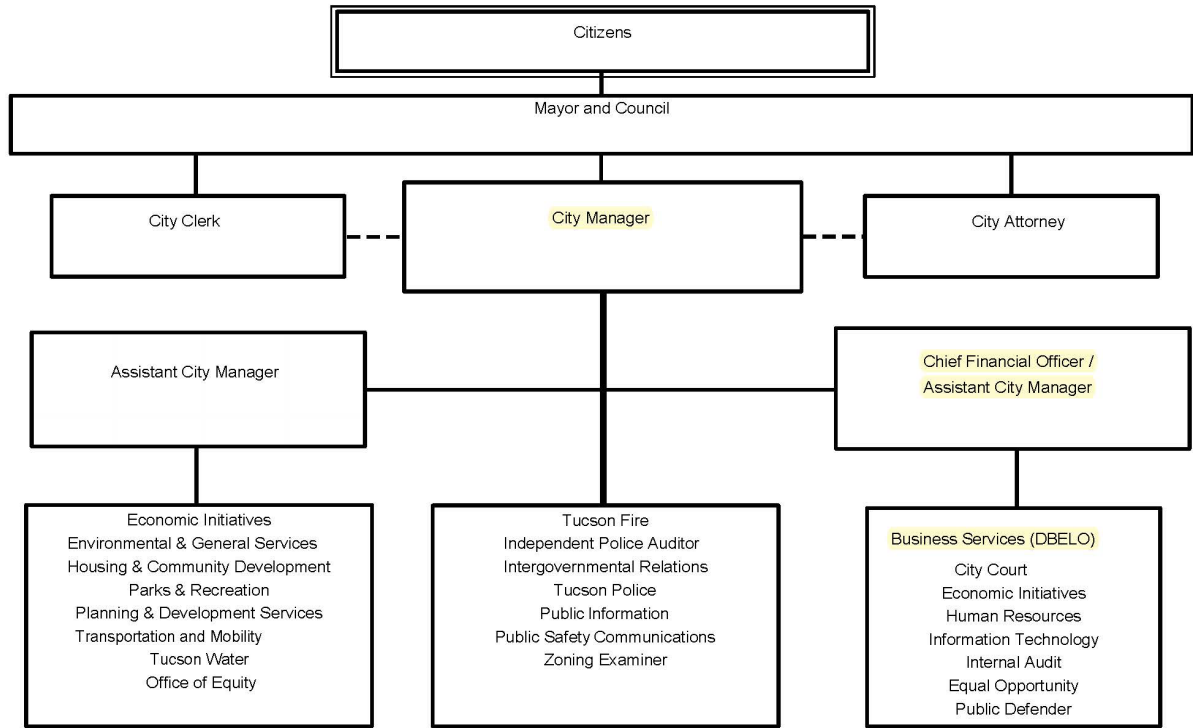 Citizens
Mayor and Council
City Clerk
City Manager
City Attorney
Assistant City Manager
Chief Financial Officer /
Assistant City Manager
Economic Initiatives
Environmental & General Services
Housing & Community Development
Parks & Recreation
Planning & Development Services
Transportation and Mobility
Tucson Water
Office of Equity
Tucson Fire
Independent Police Auditor
Intergovernmental Relations
Tucson Police
Public Information
Public Safety Communications
Zoning Examiner
Business Services (DBELO)
City Court
Economic Initiatives
Human Resources
Information Technology
Internal Audit
Equal Opportunity
Public Defender